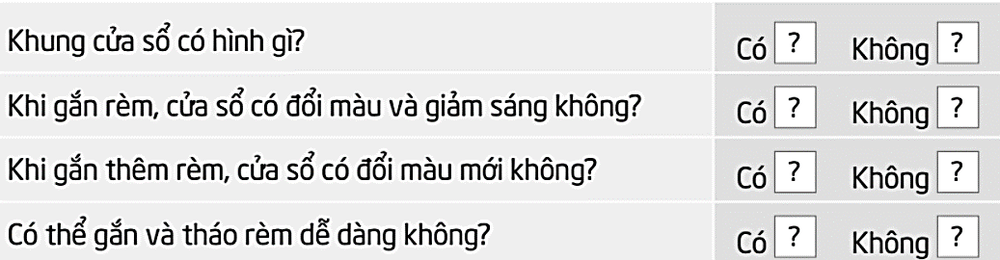 Khung cửa sổ có hình gì? Có ? Không ?
Khi gắn rèm, cửa sổ có đổi màu và giảm sáng không? Có ? Không ?
Khi gắn thêm rèm, cửa sổ có đổi màu mới không? Có ? Không ?
Có thể gắn và tháo rèm dễ dàng không? Có ? Không ?